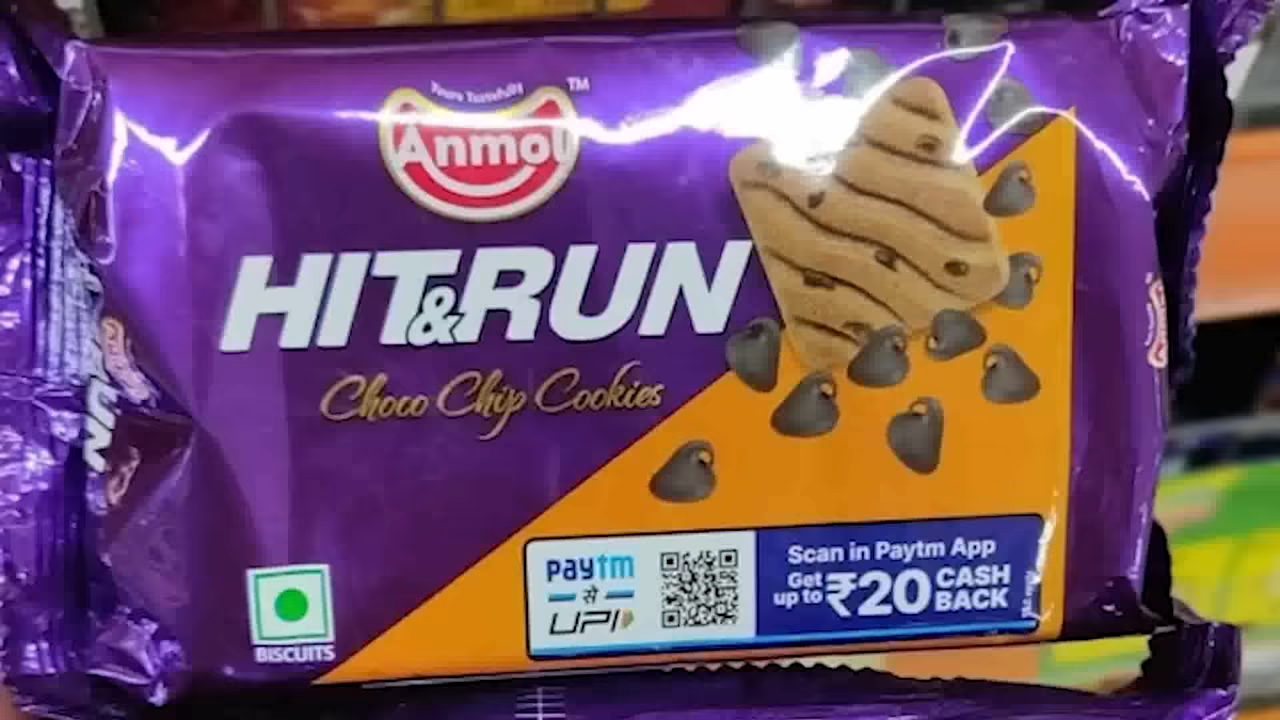 Yours Tastefully
TM
Anmol
HIT&RUN
Choco Chip Cookies
paytm
से
UPI
Scan in Paytm App
Get up to ₹20 CASH BACK
BISCUITS